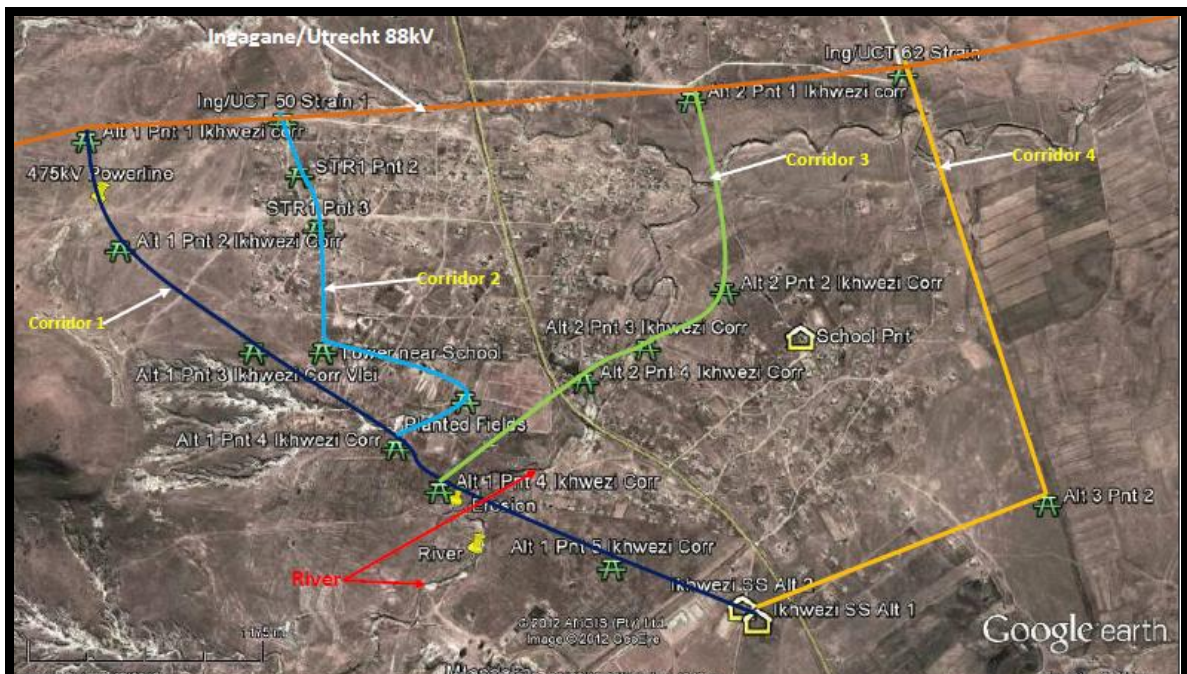 Ingagane/Utrecht 88kV
Ing/UCT 62 Strain
Ing/UCT 50 Strain 1
Alt 2 Pnt 1 Ikhwezi corr
Alt 1 Pnt 1 Ikhwezi corr
475kV Powerline
STR1 Pnt 2
Corridor 3
Corridor 4
STR1 Pnt 3
Alt 1 Pnt 2 Ikhwezi Corr
Corridor 2
Alt 2 Pnt 2 Ikhwezi Corr
Corridor 1
Alt 2 Pnt 3 Ikhwezi Corr
School Pnt
Tower near School
Alt 1 Pnt 3 Ikhwezi Corr Vlei
Alt 2 Pnt 4 Ikhwezi Corr
Planted Fields
Alt 1 Pnt 4 Ikhwezi Corr
Alt 1 Pnt 4 Ikhwezi Corr
Erosion
Alt 3 Pnt 2
River
Alt 1 Pnt 5 Ikhwezi Corr
River
Ikhwezi SS Alt 2
Ikhwezi SS Alt 1
© 2012 AfriGIS (Pty) Ltd.
Image © 2012 GeoEye
Google earth